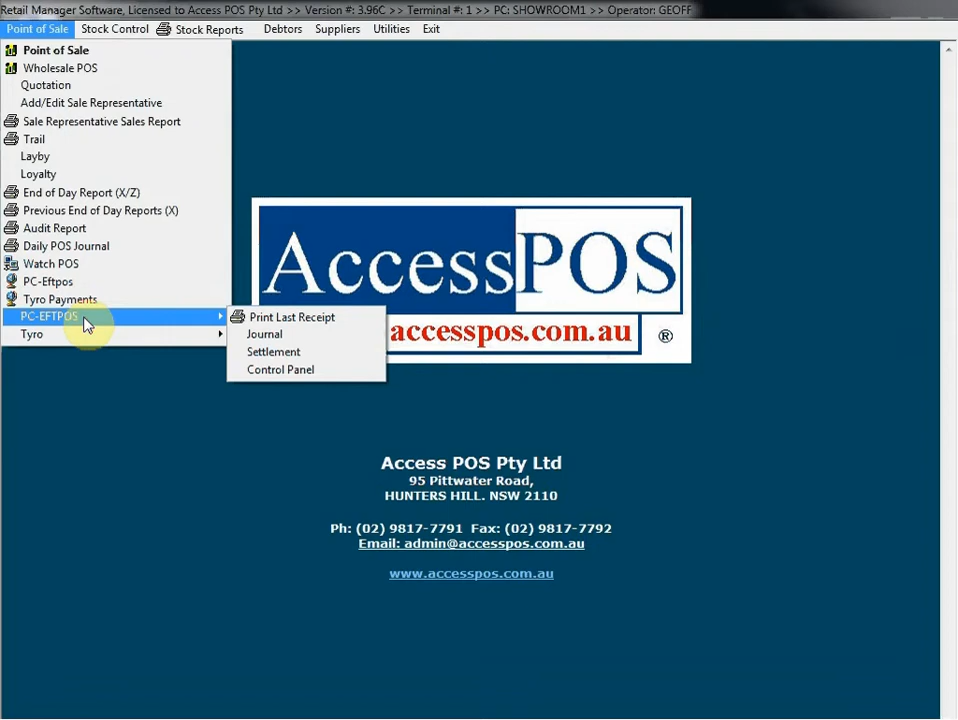 Retail Manager Software, Licensed to Access POS Pty Ltd >> Version #: 3.96C >> Terminal #: 1 >> PC: SHOWROOM1 >> Operator: GEOFF
Point of Sale Stock Control Stock Reports Debtors Suppliers Utilities Exit
Point of Sale
Wholesale POS
Quotation
Add/Edit Sale Representative
Sale Representative Sales Report
Trail
Layby
Loyalty
End of Day Report (X/Z)
Previous End of Day Reports (X)
Audit Report
Daily POS Journal
Watch POS
PC-Eftpos
Tyro Payments
PC-EFTPOS
Tyro
Print Last Receipt
Journal
Settlement
Control Panel
AccessPOS
accesspos.com.au ®
Access POS Pty Ltd
95 Pittwater Road,
HUNTERS HILL. NSW 2110
Ph: (02) 9817-7791 Fax: (02) 9817-7792
Email: admin@accesspos.com.au
www.accesspos.com.au